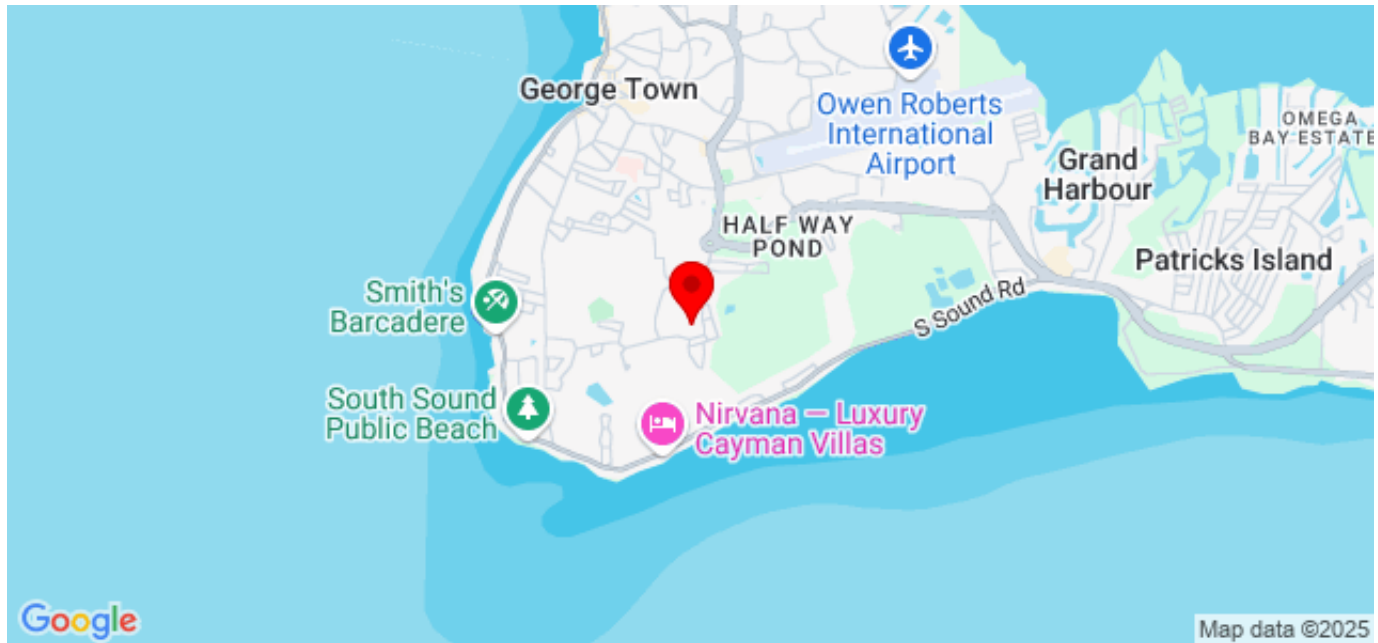 George Town
Owen Roberts
International
Airport
OMEGA
BAY ESTATE
Grand
Harbour
HALF WAY
POND
Patricks Island
Smith's
Barcadere
S Sound Rd
South Sound
Public Beach
Nirvana — Luxury
Cayman Villas
Google
Map data ©2025